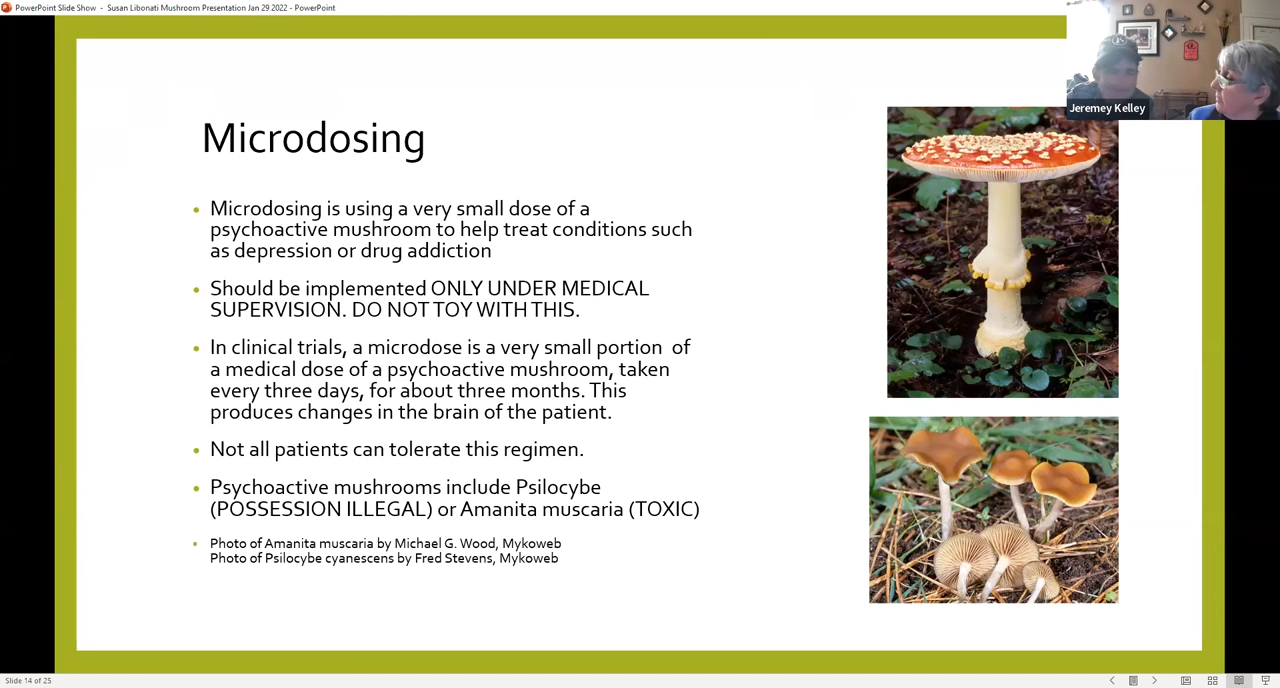 PowerPoint Slide Show - Susan Libonati Mushroom Presentation Jan 29 2022 - PowerPoint
Jeremey Kelley
Microdosing
• Microdosing is using a very small dose of a
psychoactive mushroom to help treat conditions such
as depression or drug addiction
• Should be implemented ONLY UNDER MEDICAL
SUPERVISION. DO NOT TOY WITH THIS.
• In clinical trials, a microdose is a very small portion of
a medical dose of a psychoactive mushroom, taken
every three days, for about three months. This
produces changes in the brain of the patient.
• Not all patients can tolerate this regimen.
• Psychoactive mushrooms include Psilocybe
(POSSESSION ILLEGAL) or Amanita muscaria (TOXIC)
• Photo of Amanita muscaria by Michael G. Wood, Mykoweb
Photo of Psilocybe cyanescens by Fred Stevens, Mykoweb
Slide 14 of 25